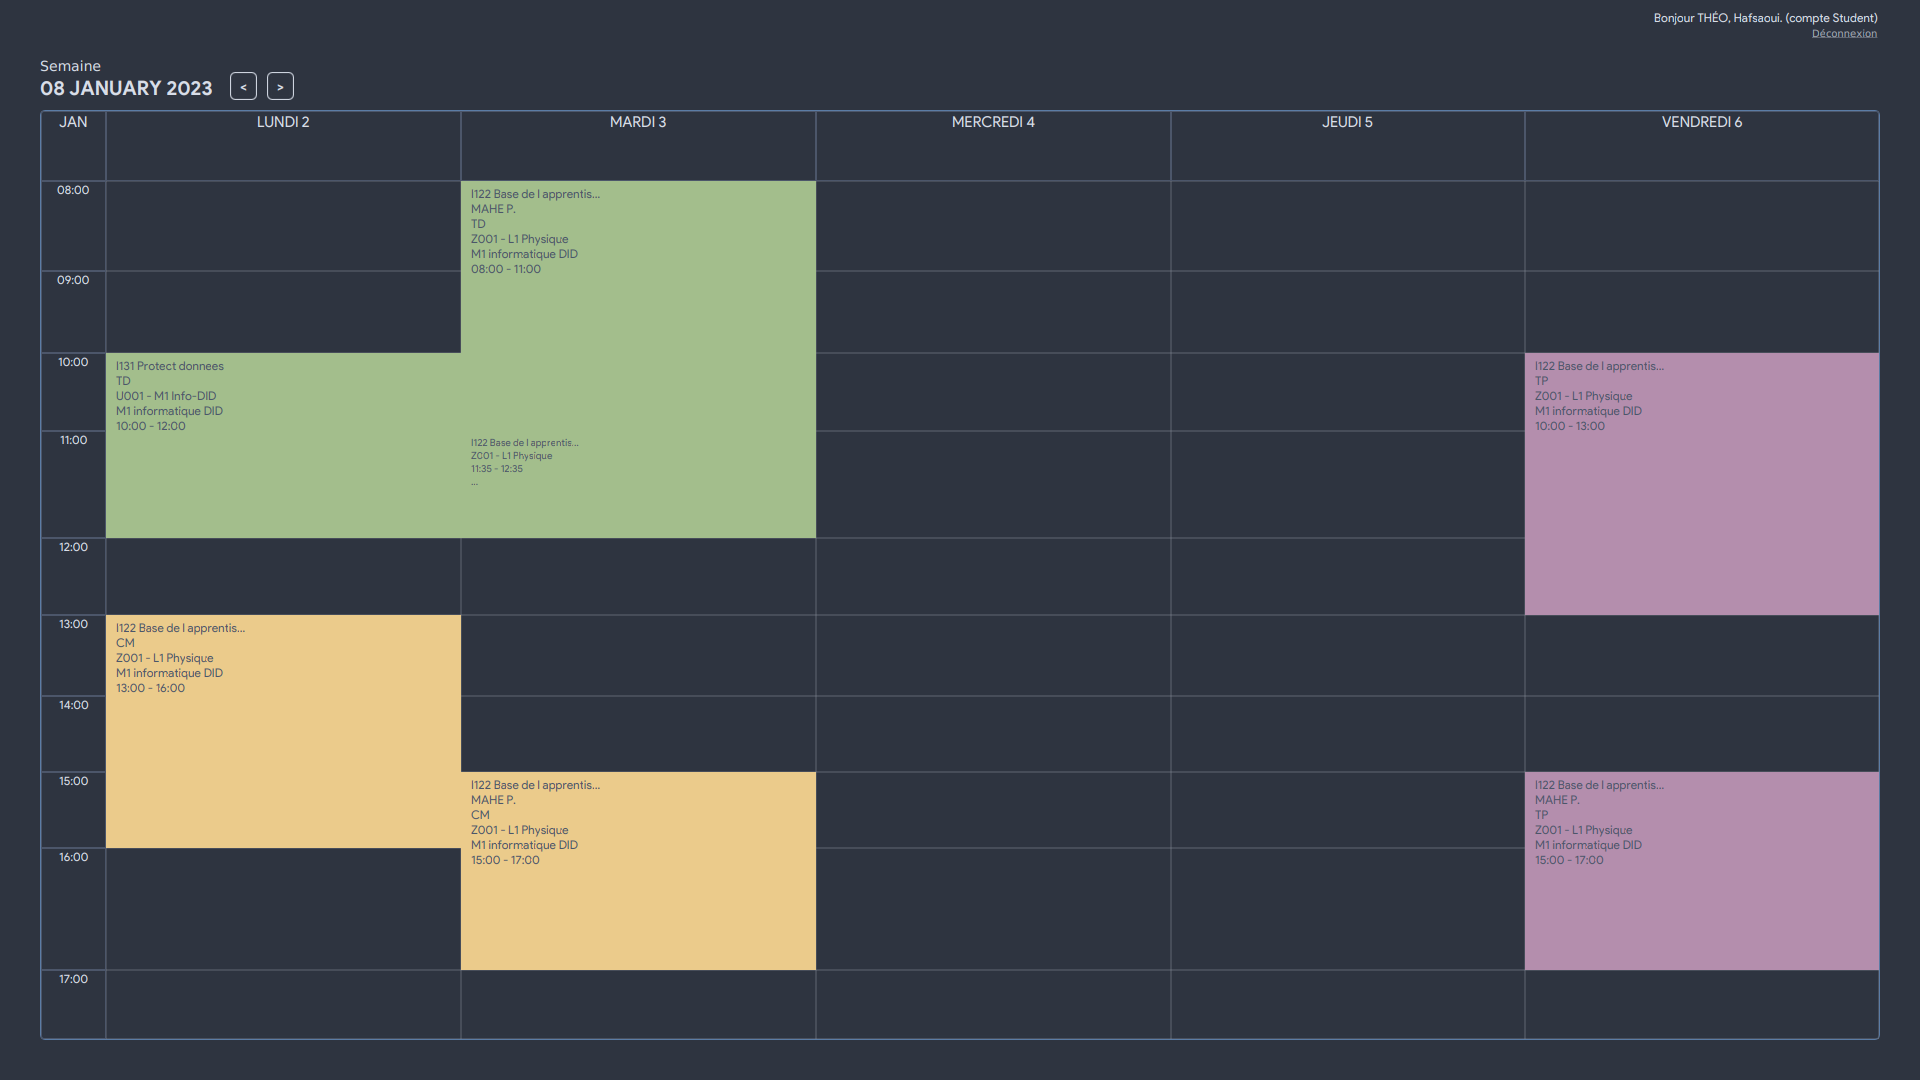 Bonjour THÉO, Hafsaoui. (compte Student)
Déconnexion
Semaine
08 JANUARY 2023
<
>
JAN
LUNDI 2
MARDI 3
MERCREDI 4
JEUDI 5
VENDREDI 6
08:00
I122 Base de l apprentis...
MAHE P.
TD
Z001 - L1 Physique
M1 informatique DID
08:00 - 11:00
09:00
10:00
I131 Protect donnees
TD
U001 - M1 Info-DID
M1 informatique DID
10:00 - 12:00
I122 Base de l apprentis...
TP
Z001 - L1 Physique
M1 informatique DID
10:00 - 13:00
11:00
I122 Base de l apprentis...
Z001 - L1 Physique
11:35 - 12:35
...
12:00
13:00
I122 Base de l apprentis...
CM
Z001 - L1 Physique
M1 informatique DID
13:00 - 16:00
14:00
15:00
I122 Base de l apprentis...
MAHE P.
CM
Z001 - L1 Physique
M1 informatique DID
15:00 - 17:00
I122 Base de l apprentis...
MAHE P.
TP
Z001 - L1 Physique
M1 informatique DID
15:00 - 17:00
16:00
17:00